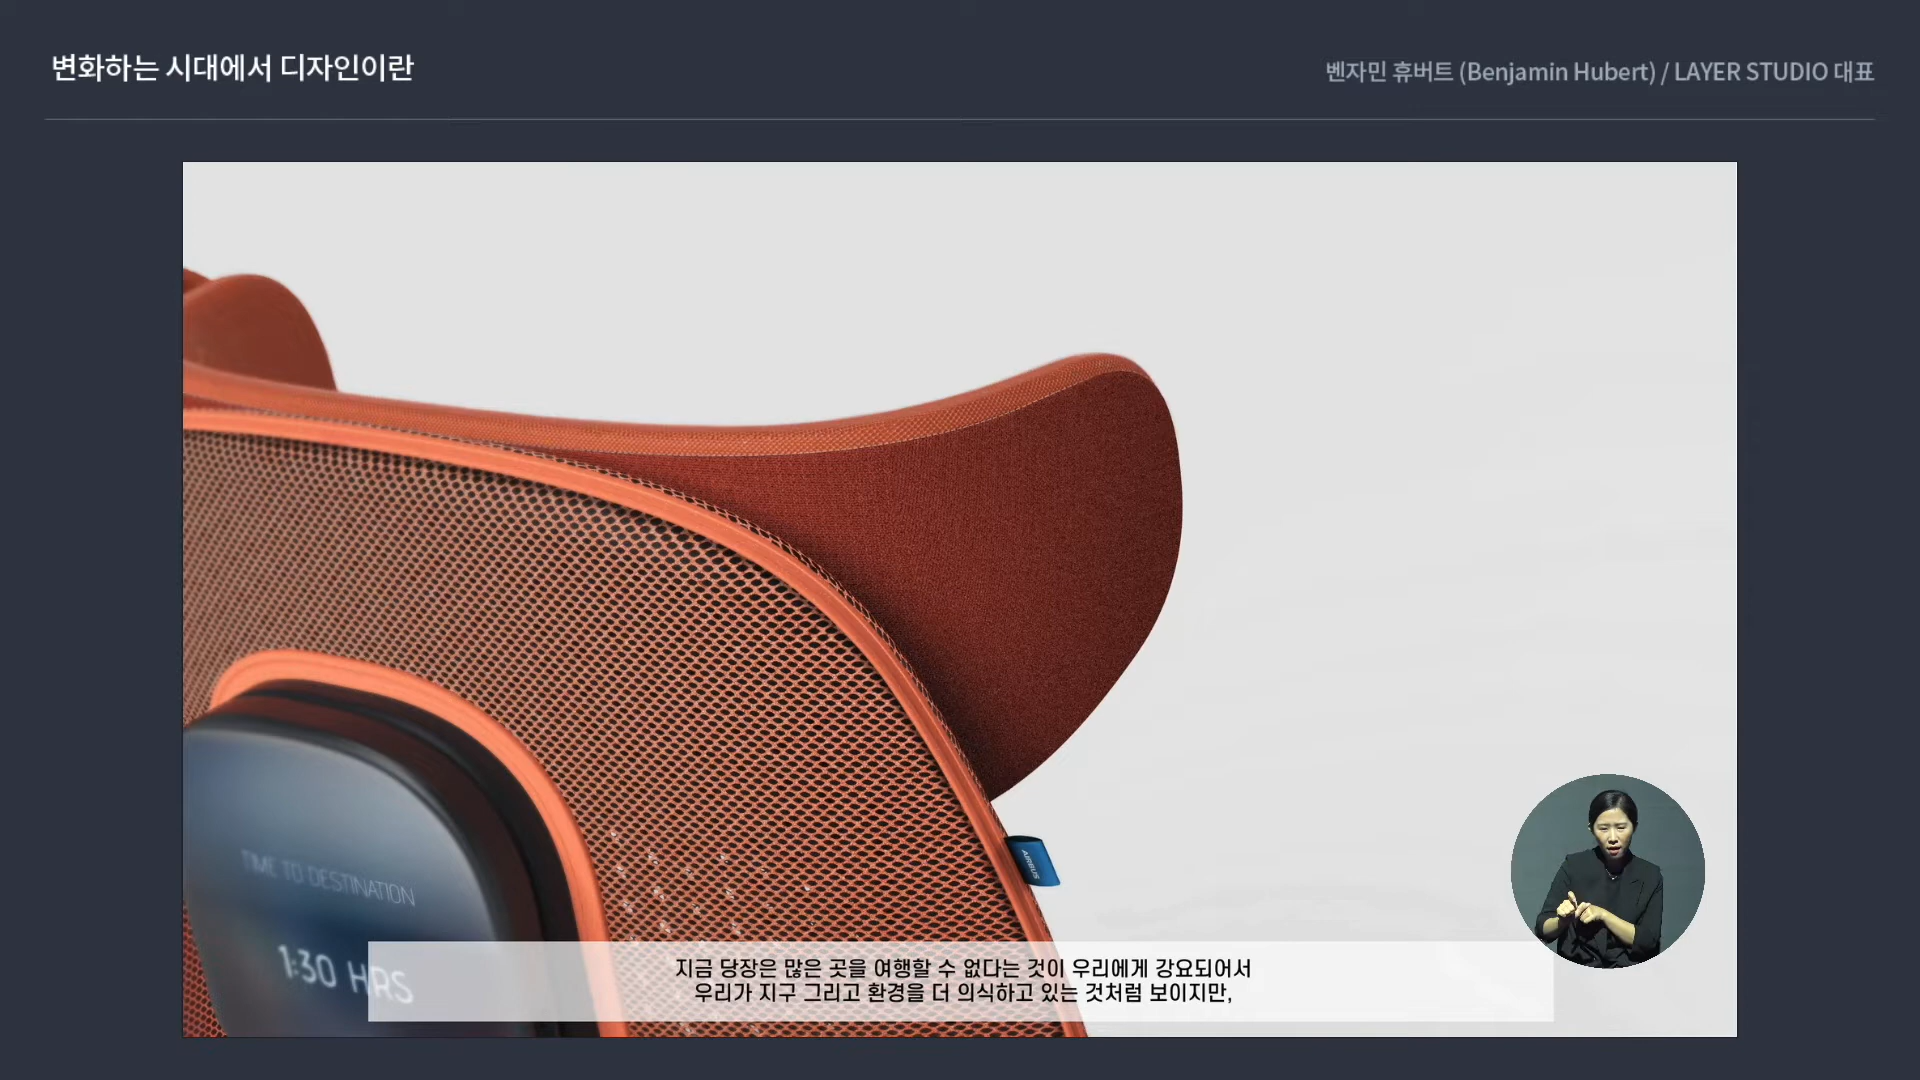 변화하는 시대에서 디자인이란
벤자민 휴버트 (Benjamin Hubert) / LAYER STUDIO 대표
TIME TO DESTINATION
1:30 HRS
AIRBUS
지금 당장은 많은 곳을 여행할 수 없다는 것이 우리에게 강요되어서
우리가 지구 그리고 환경을 더 의식하고 있는 것처럼 보이지만,